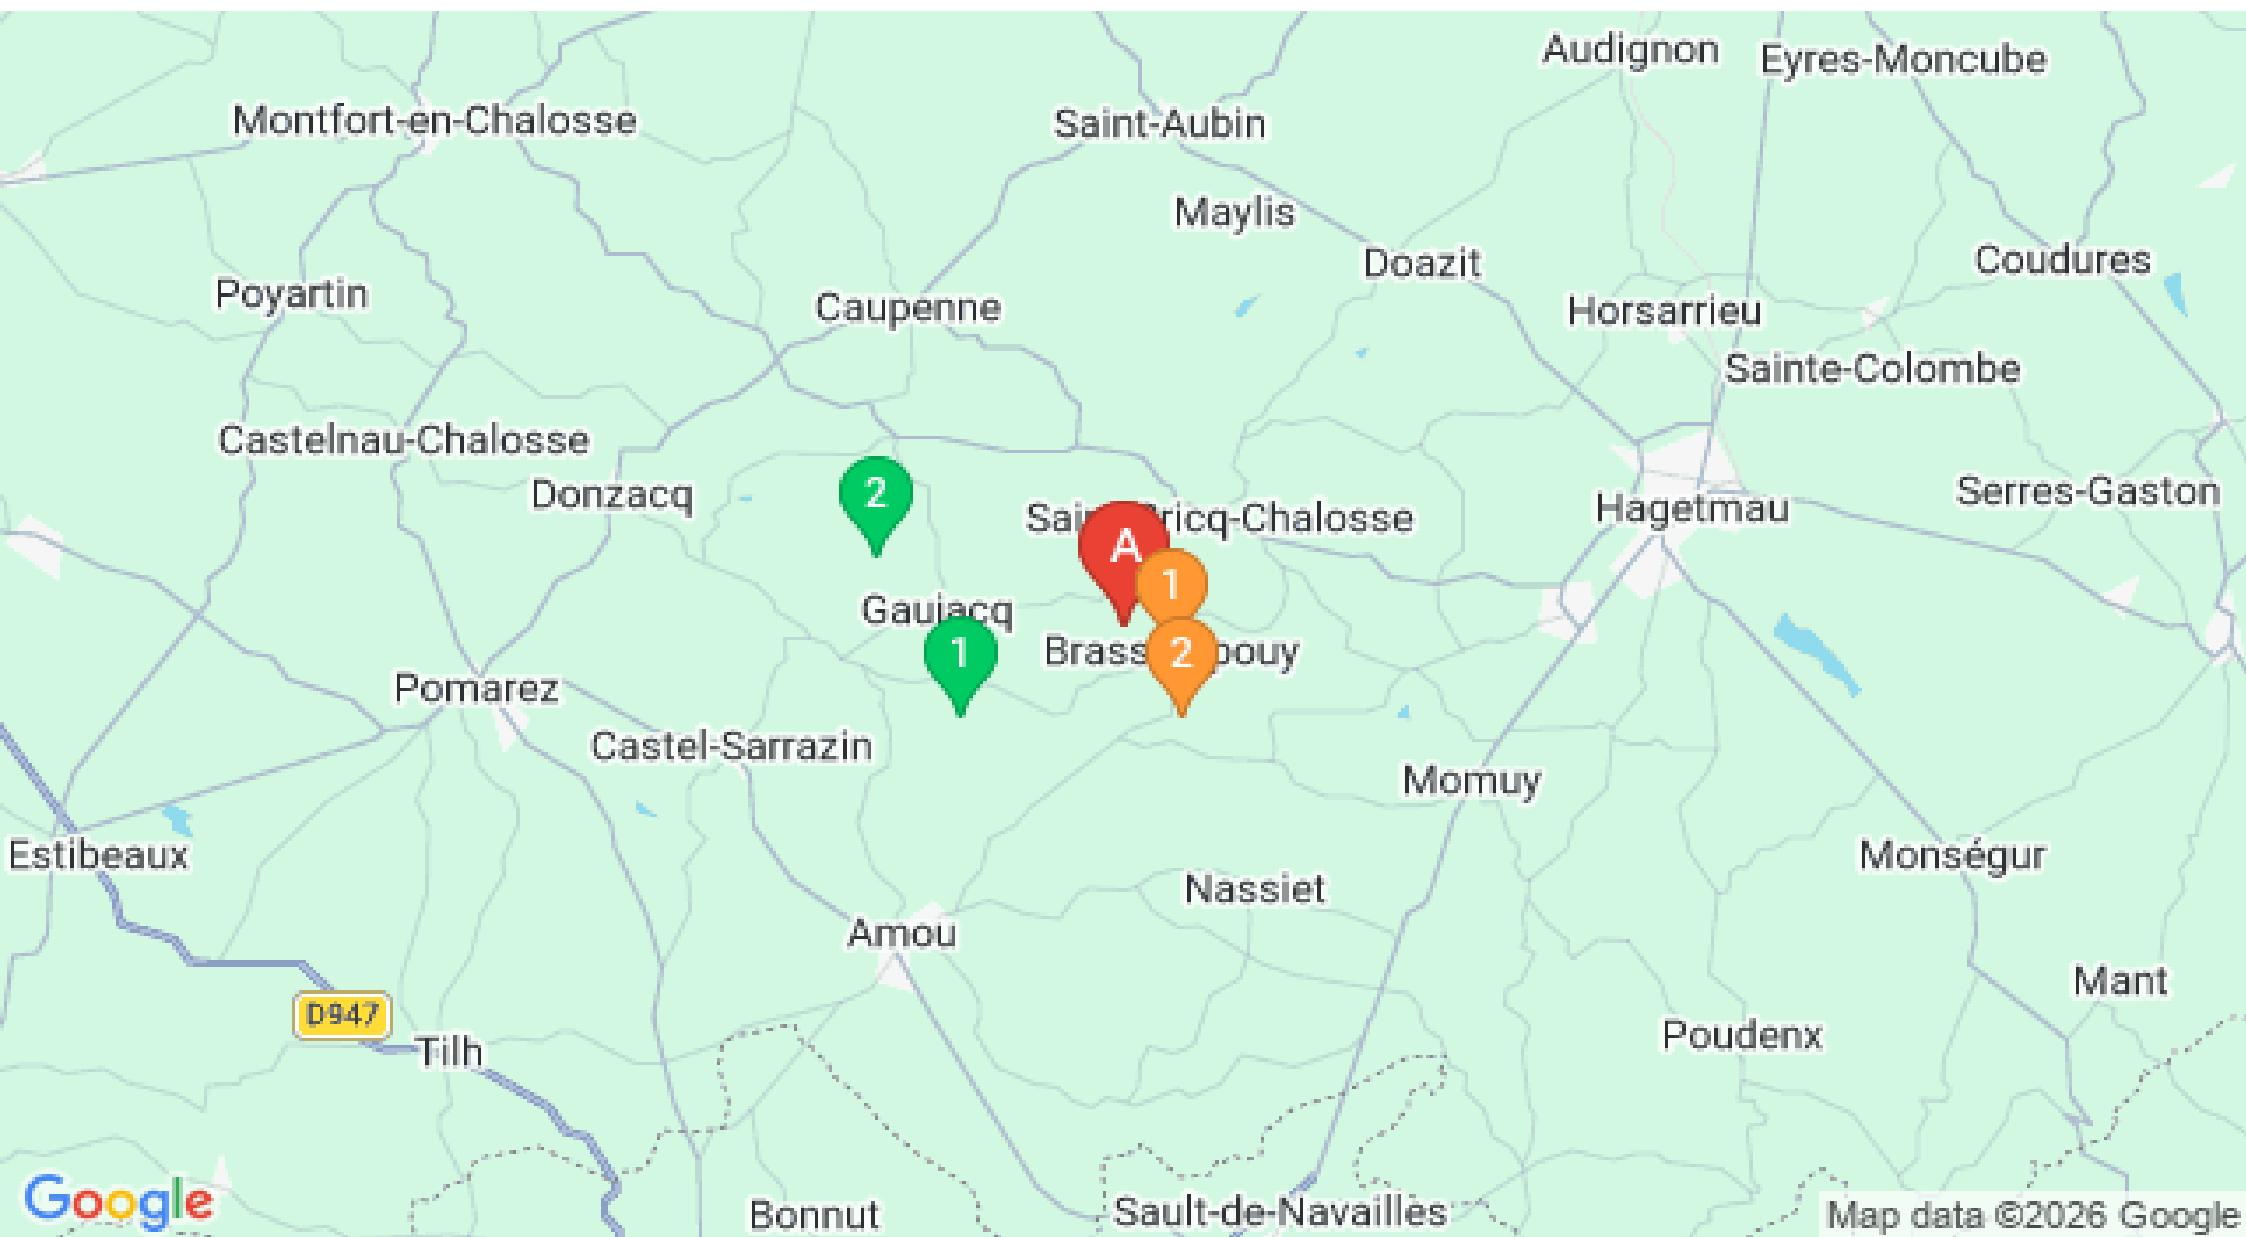 Audignon
Eyres-Moncube
Montfort-en-Chalosse
Saint-Aubin
Maylis
Doazit
Coudures
Poyartin
Caupenne
Horsarrieu
Sainte-Colombe
Castelnau-Chalosse
Donzacq
2
Serres-Gaston
Hagetmau
Bricq-Chalosse
A
1
Gaujacq
1
2
Pomarez
Castel-Sarrazin
Momuy
Estibeaux
Monségur
Nassiet
Amou
Mant
D947
Poudenx
Tilh
Google
Bonnut
Sault-de-Navailles
Map data ©2026 Google